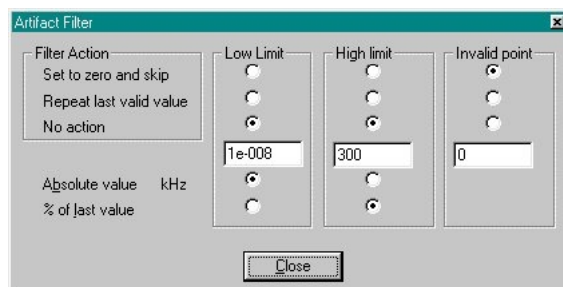 Artifact Filter
Filter Action Low Limit High limit Invalid point
Set to zero and skip
Repeat last valid value
No action
1e-008 300 0
Absolute value kHz
% of last value
Close